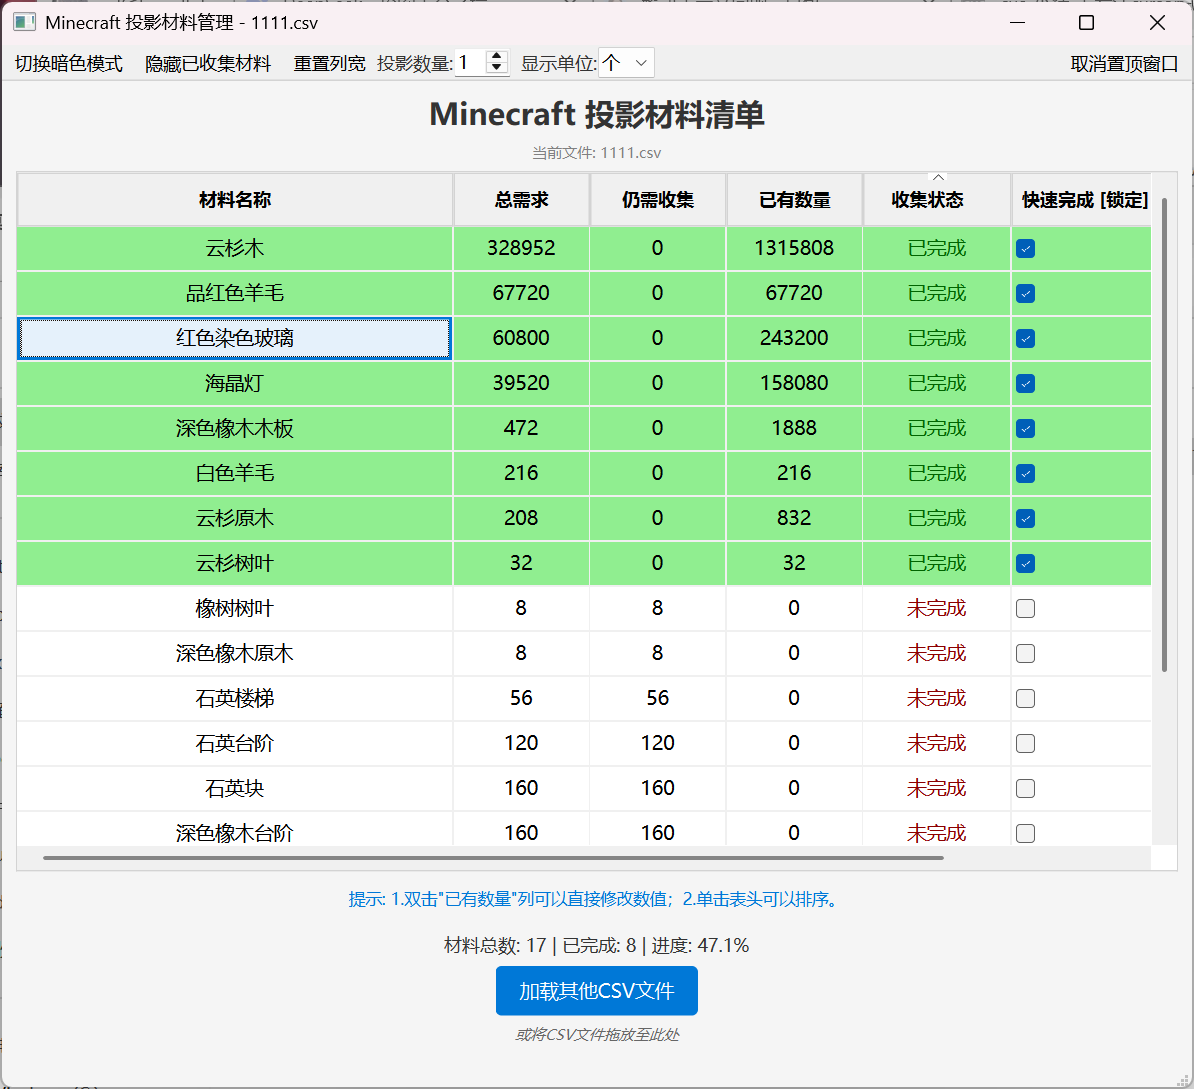 Minecraft 投影材料管理 - 1111.csv
切换暗色模式 隐藏已收集材料 重置列宽 投影数量: 1 显示单位: 个 取消置顶窗口
Minecraft 投影材料清单
当前文件: 1111.csv
材料名称 总需求 仍需收集 已有数量 收集状态 快速完成 [锁定]
云杉木 328952 0 1315808 已完成
品红色羊毛 67720 0 67720 已完成
红色染色玻璃 60800 0 243200 已完成
海晶灯 39520 0 158080 已完成
深色橡木木板 472 0 1888 已完成
白色羊毛 216 0 216 已完成
云杉原木 208 0 832 已完成
云杉树叶 32 0 32 已完成
橡树树叶 8 8 0 未完成
深色橡木原木 8 8 0 未完成
石英楼梯 56 56 0 未完成
石英台阶 120 120 0 未完成
石英块 160 160 0 未完成
深色橡木台阶 160 160 0 未完成
提示: 1.双击"已有数量"列可以直接修改数值；2.单击表头可以排序。
材料总数: 17 | 已完成: 8 | 进度: 47.1%
加载其他CSV文件
或将CSV文件拖放至此处